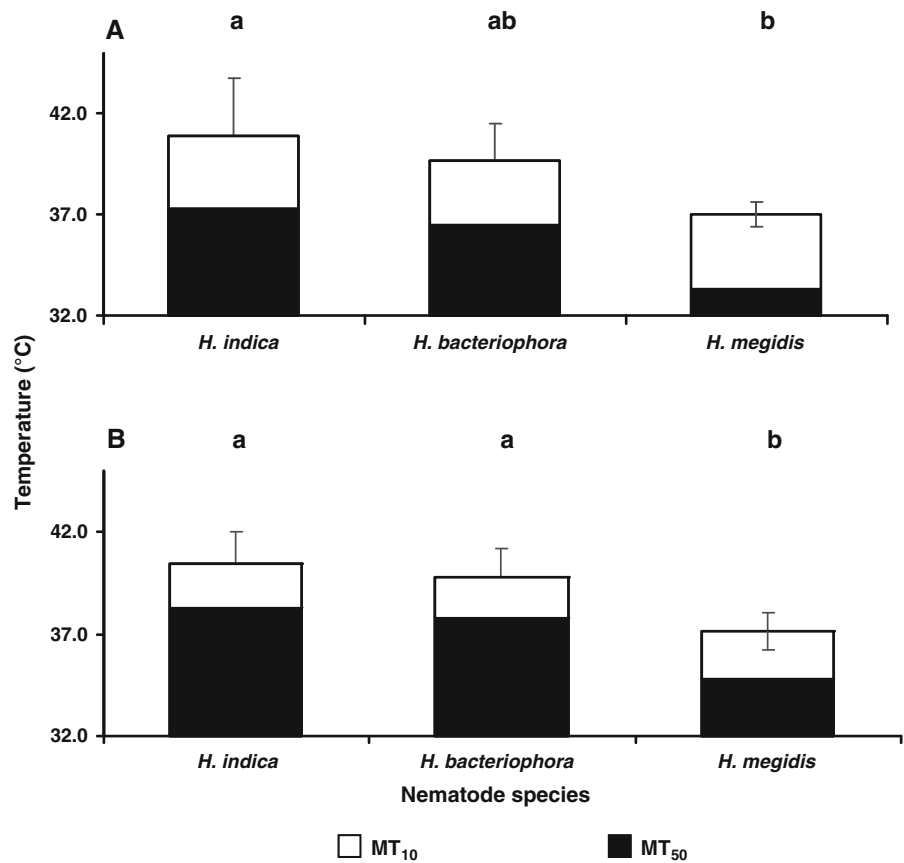 A a ab b
42.0
37.0
32.0
H. indica H. bacteriophora H. megidis
Temperature (°C)
B a a b
42.0
37.0
32.0
H. indica H. bacteriophora H. megidis
Nematode species
MT10 MT50